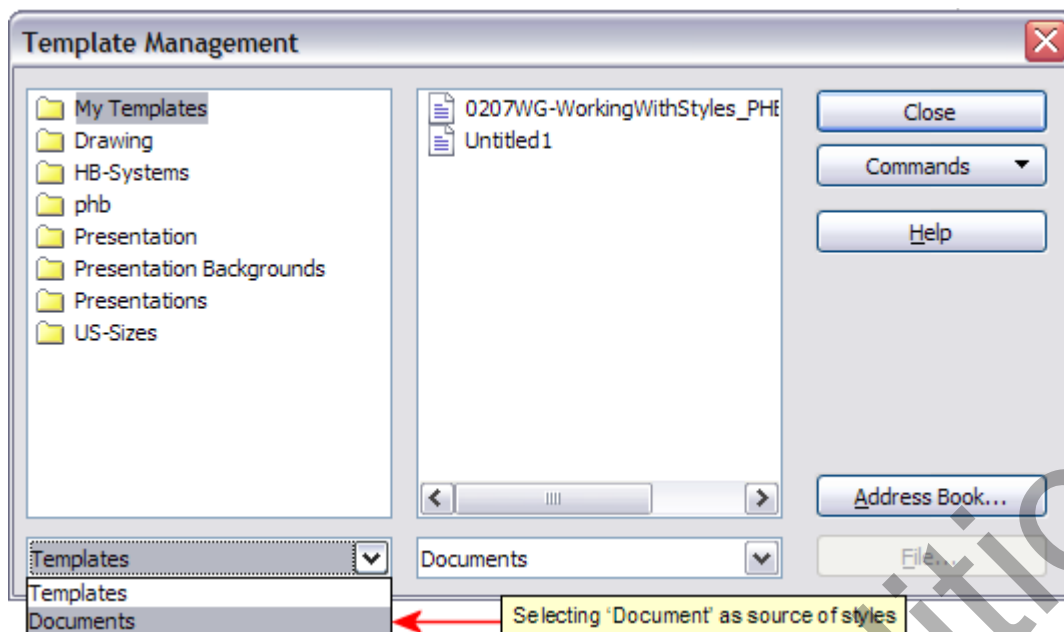 Template Management
My Templates
Drawing
HB-Systems
phb
Presentation
Presentation Backgrounds
Presentations
US-Sizes
0207WG-WorkingWithStyles_PHB
Untitled1
Close
Commands
Help
Address Book...
File...
Templates
Documents
Templates
Documents
Selecting 'Document' as source of styles